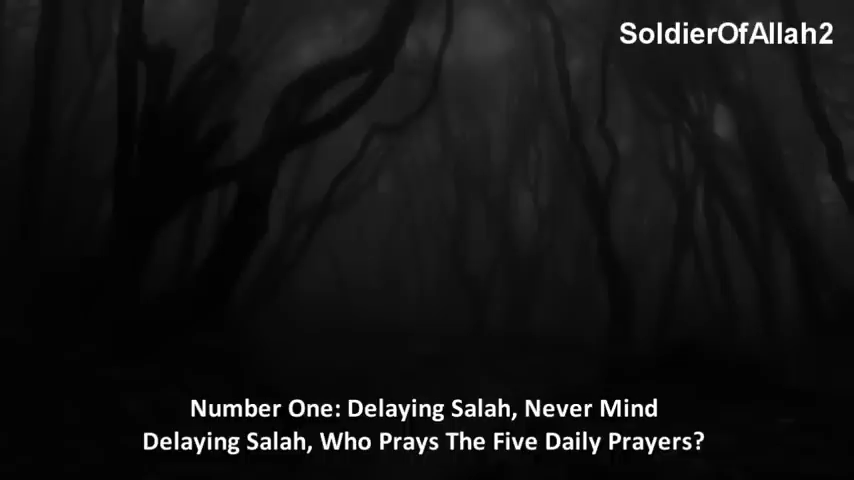 SoldierOfAllah2
Number One: Delaying Salah, Never Mind
Delaying Salah, Who Prays The Five Daily Prayers?